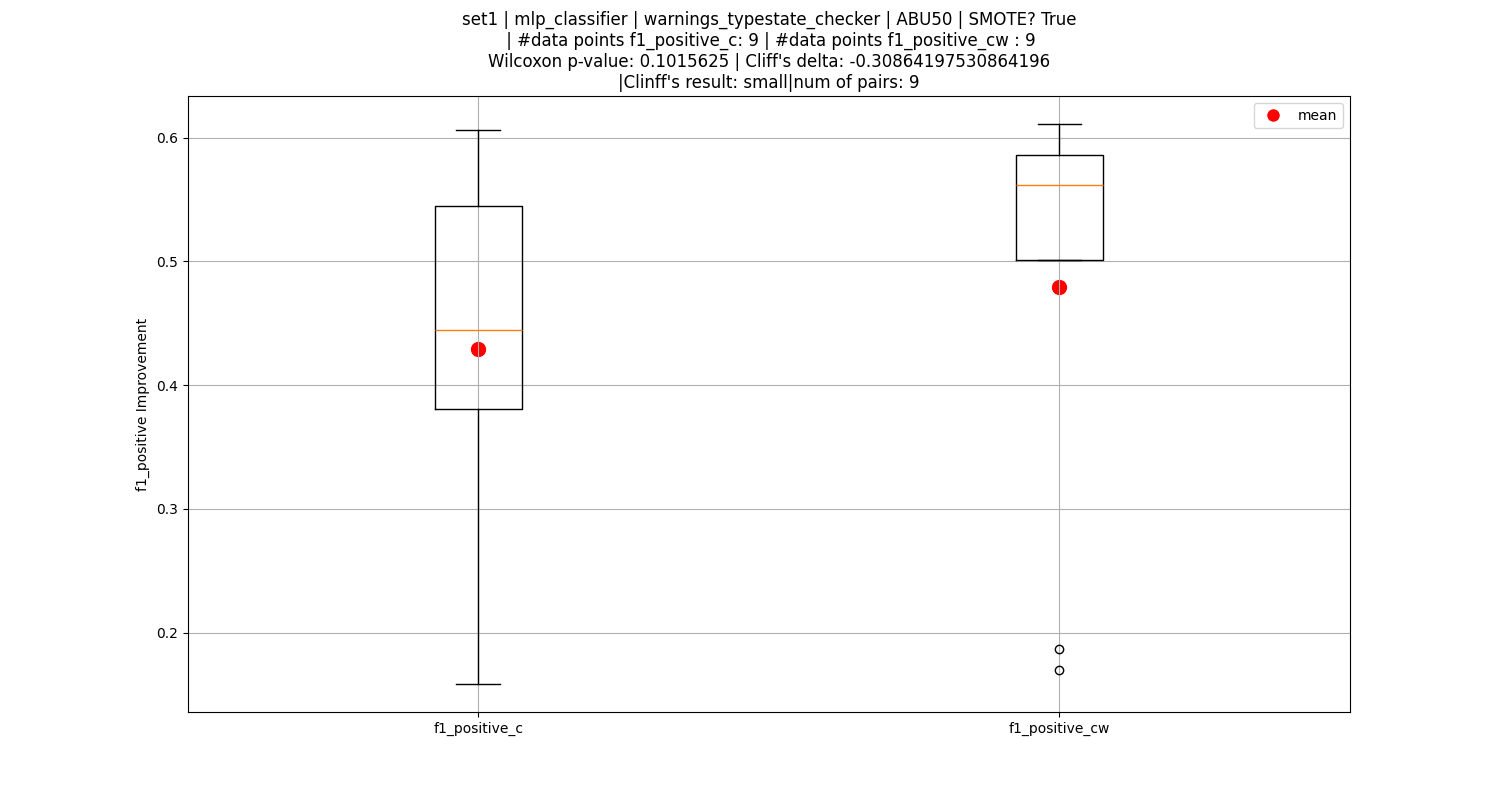 set1 | mlp_classifier | warnings_typestate_checker | ABU50 | SMOTE? True
| #data points f1_positive_c: 9 | #data points f1_positive_cw : 9
Wilcoxon p-value: 0.1015625 | Cliff's delta: -0.30864197530864196
|Clinff's result: small|num of pairs: 9
mean
0.6
0.5
0.4
0.3
0.2
f1_positive Improvement
f1_positive_c
f1_positive_cw